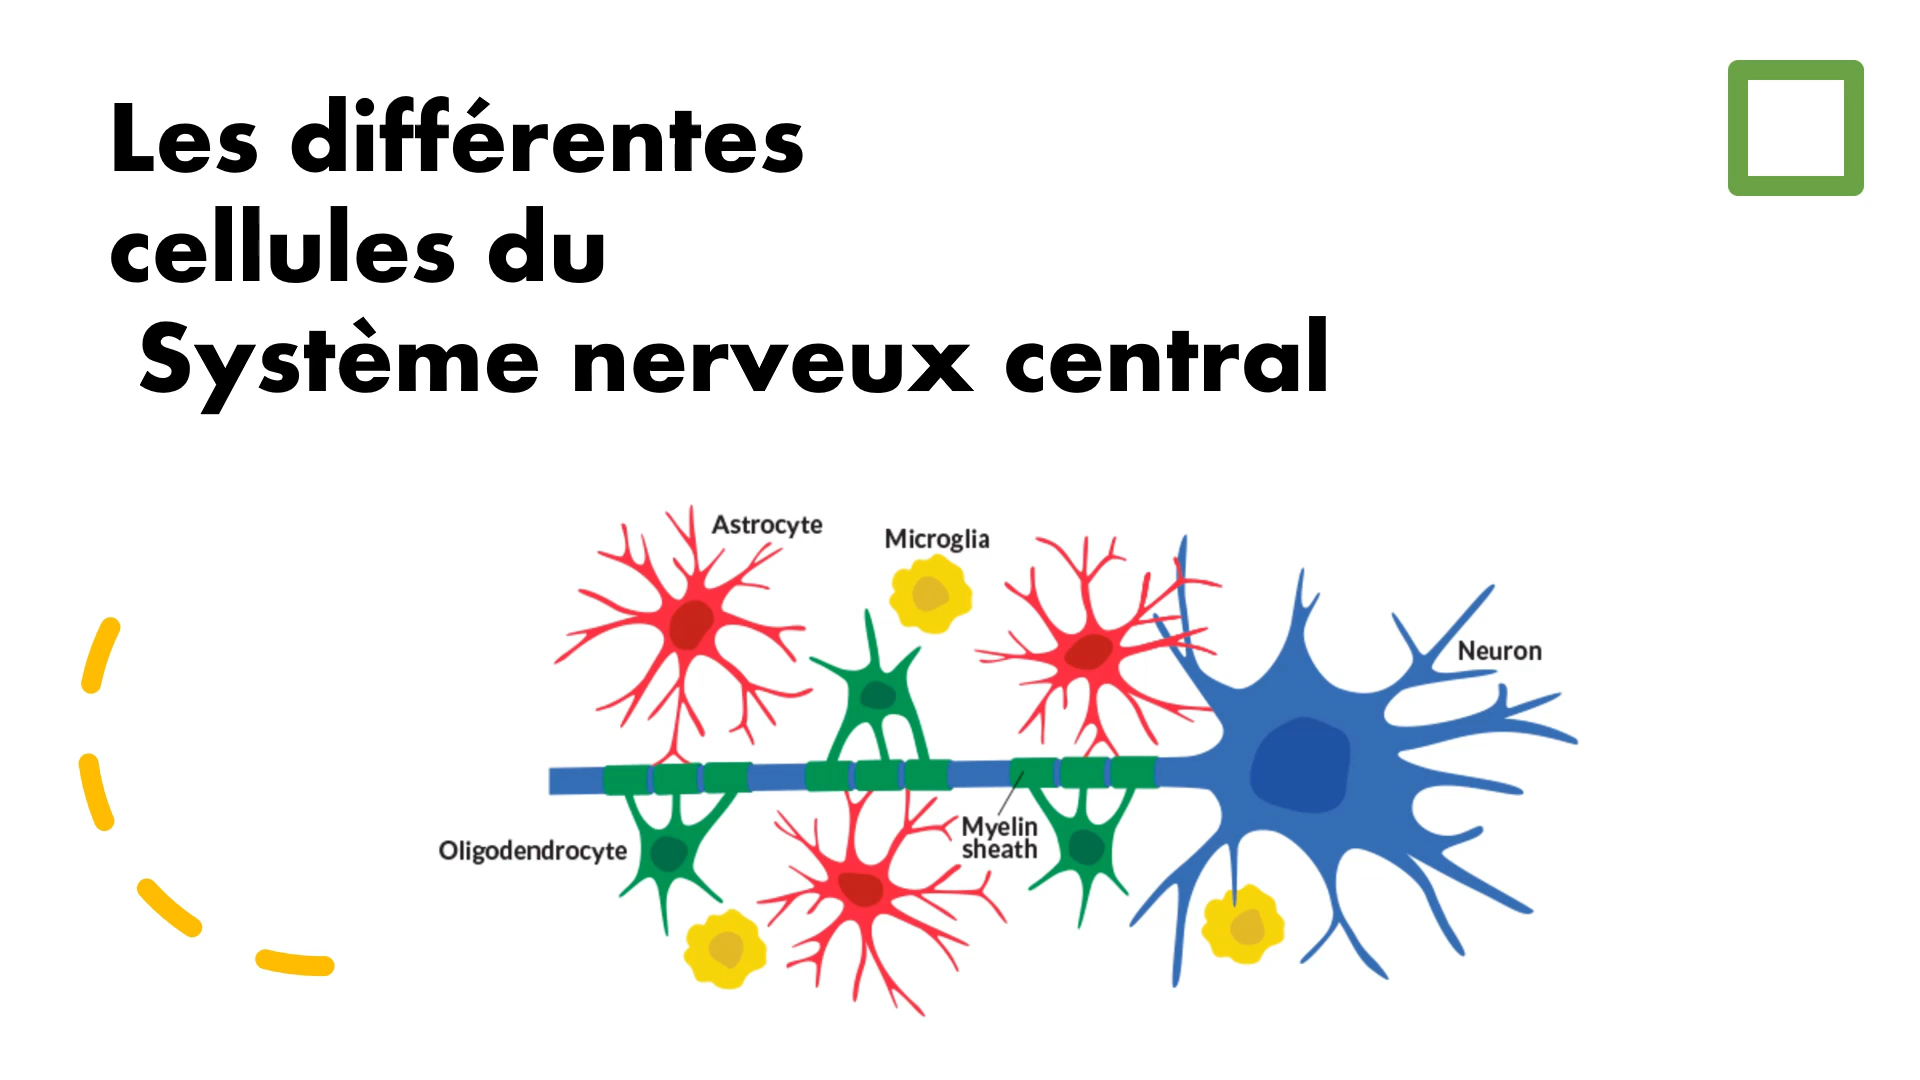 Les différentes
cellules du
Système nerveux central
Astrocyte
Microglia
Neuron
Myelin
sheath
Oligodendrocyte